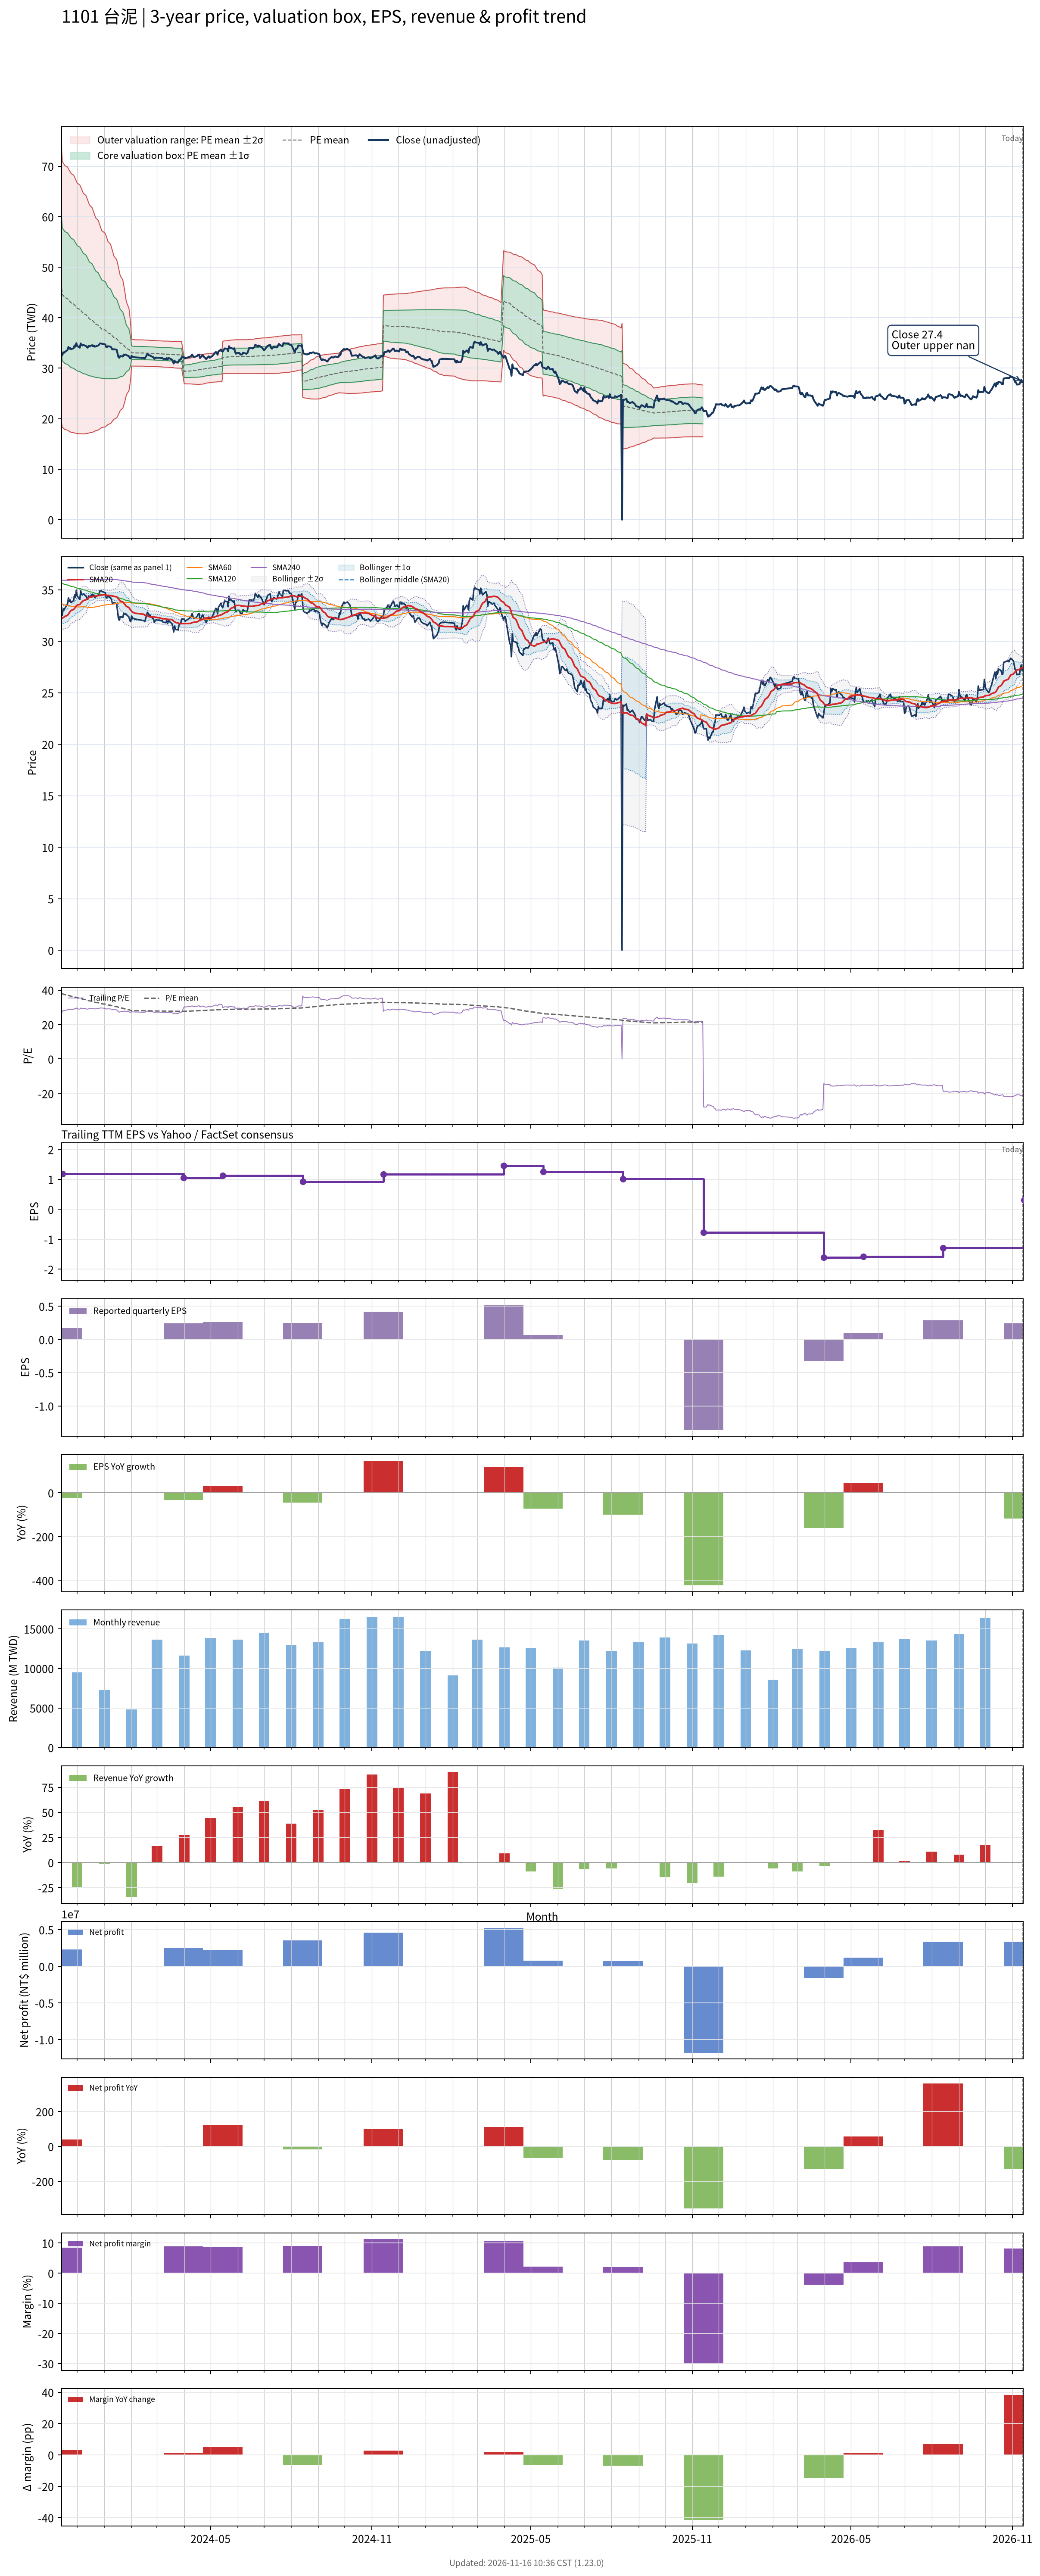 1101 台泥 | 3-year price, valuation box, EPS, revenue & profit trend
Outer valuation range: PE mean ±2σ
Core valuation box: PE mean ±1σ
PE mean
Close (unadjusted)
Today
70
60
50
40
30
20
10
0
Price (TWD)
Close 27.4
Outer upper nan
Close (same as panel 1)
SMA20
SMA60
SMA120
SMA240
Bollinger ±2σ
Bollinger ±1σ
Bollinger middle (SMA20)
35
30
25
20
15
10
5
0
Price
Trailing P/E
P/E mean
40
20
0
-20
P/E
Trailing TTM EPS vs Yahoo / FactSet consensus
Today
2
1
0
-1
-2
EPS
Reported quarterly EPS
0.5
0.0
-0.5
-1.0
EPS
EPS YoY growth
0
-200
-400
YoY (%)
Monthly revenue
15000
10000
5000
0
Revenue (M TWD)
Revenue YoY growth
75
50
25
0
-25
YoY (%)
Month
1e7
Net profit
0.5
0.0
-0.5
-1.0
Net profit (NT$ million)
Net profit YoY
200
0
-200
YoY (%)
Net profit margin
10
0
-10
-20
-30
Margin (%)
Margin YoY change
40
20
0
-20
-40
Δ margin (pp)
2024-05
2024-11
2025-05
2025-11
2026-05
2026-11
Updated: 2026-11-16 10:36 CST (1.23.0)